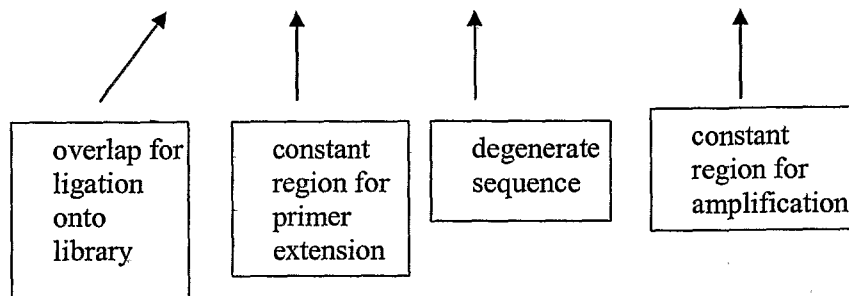 overlap for
ligation
onto
library
constant
region for
primer
extension
degenerate
sequence
constant
region for
amplification